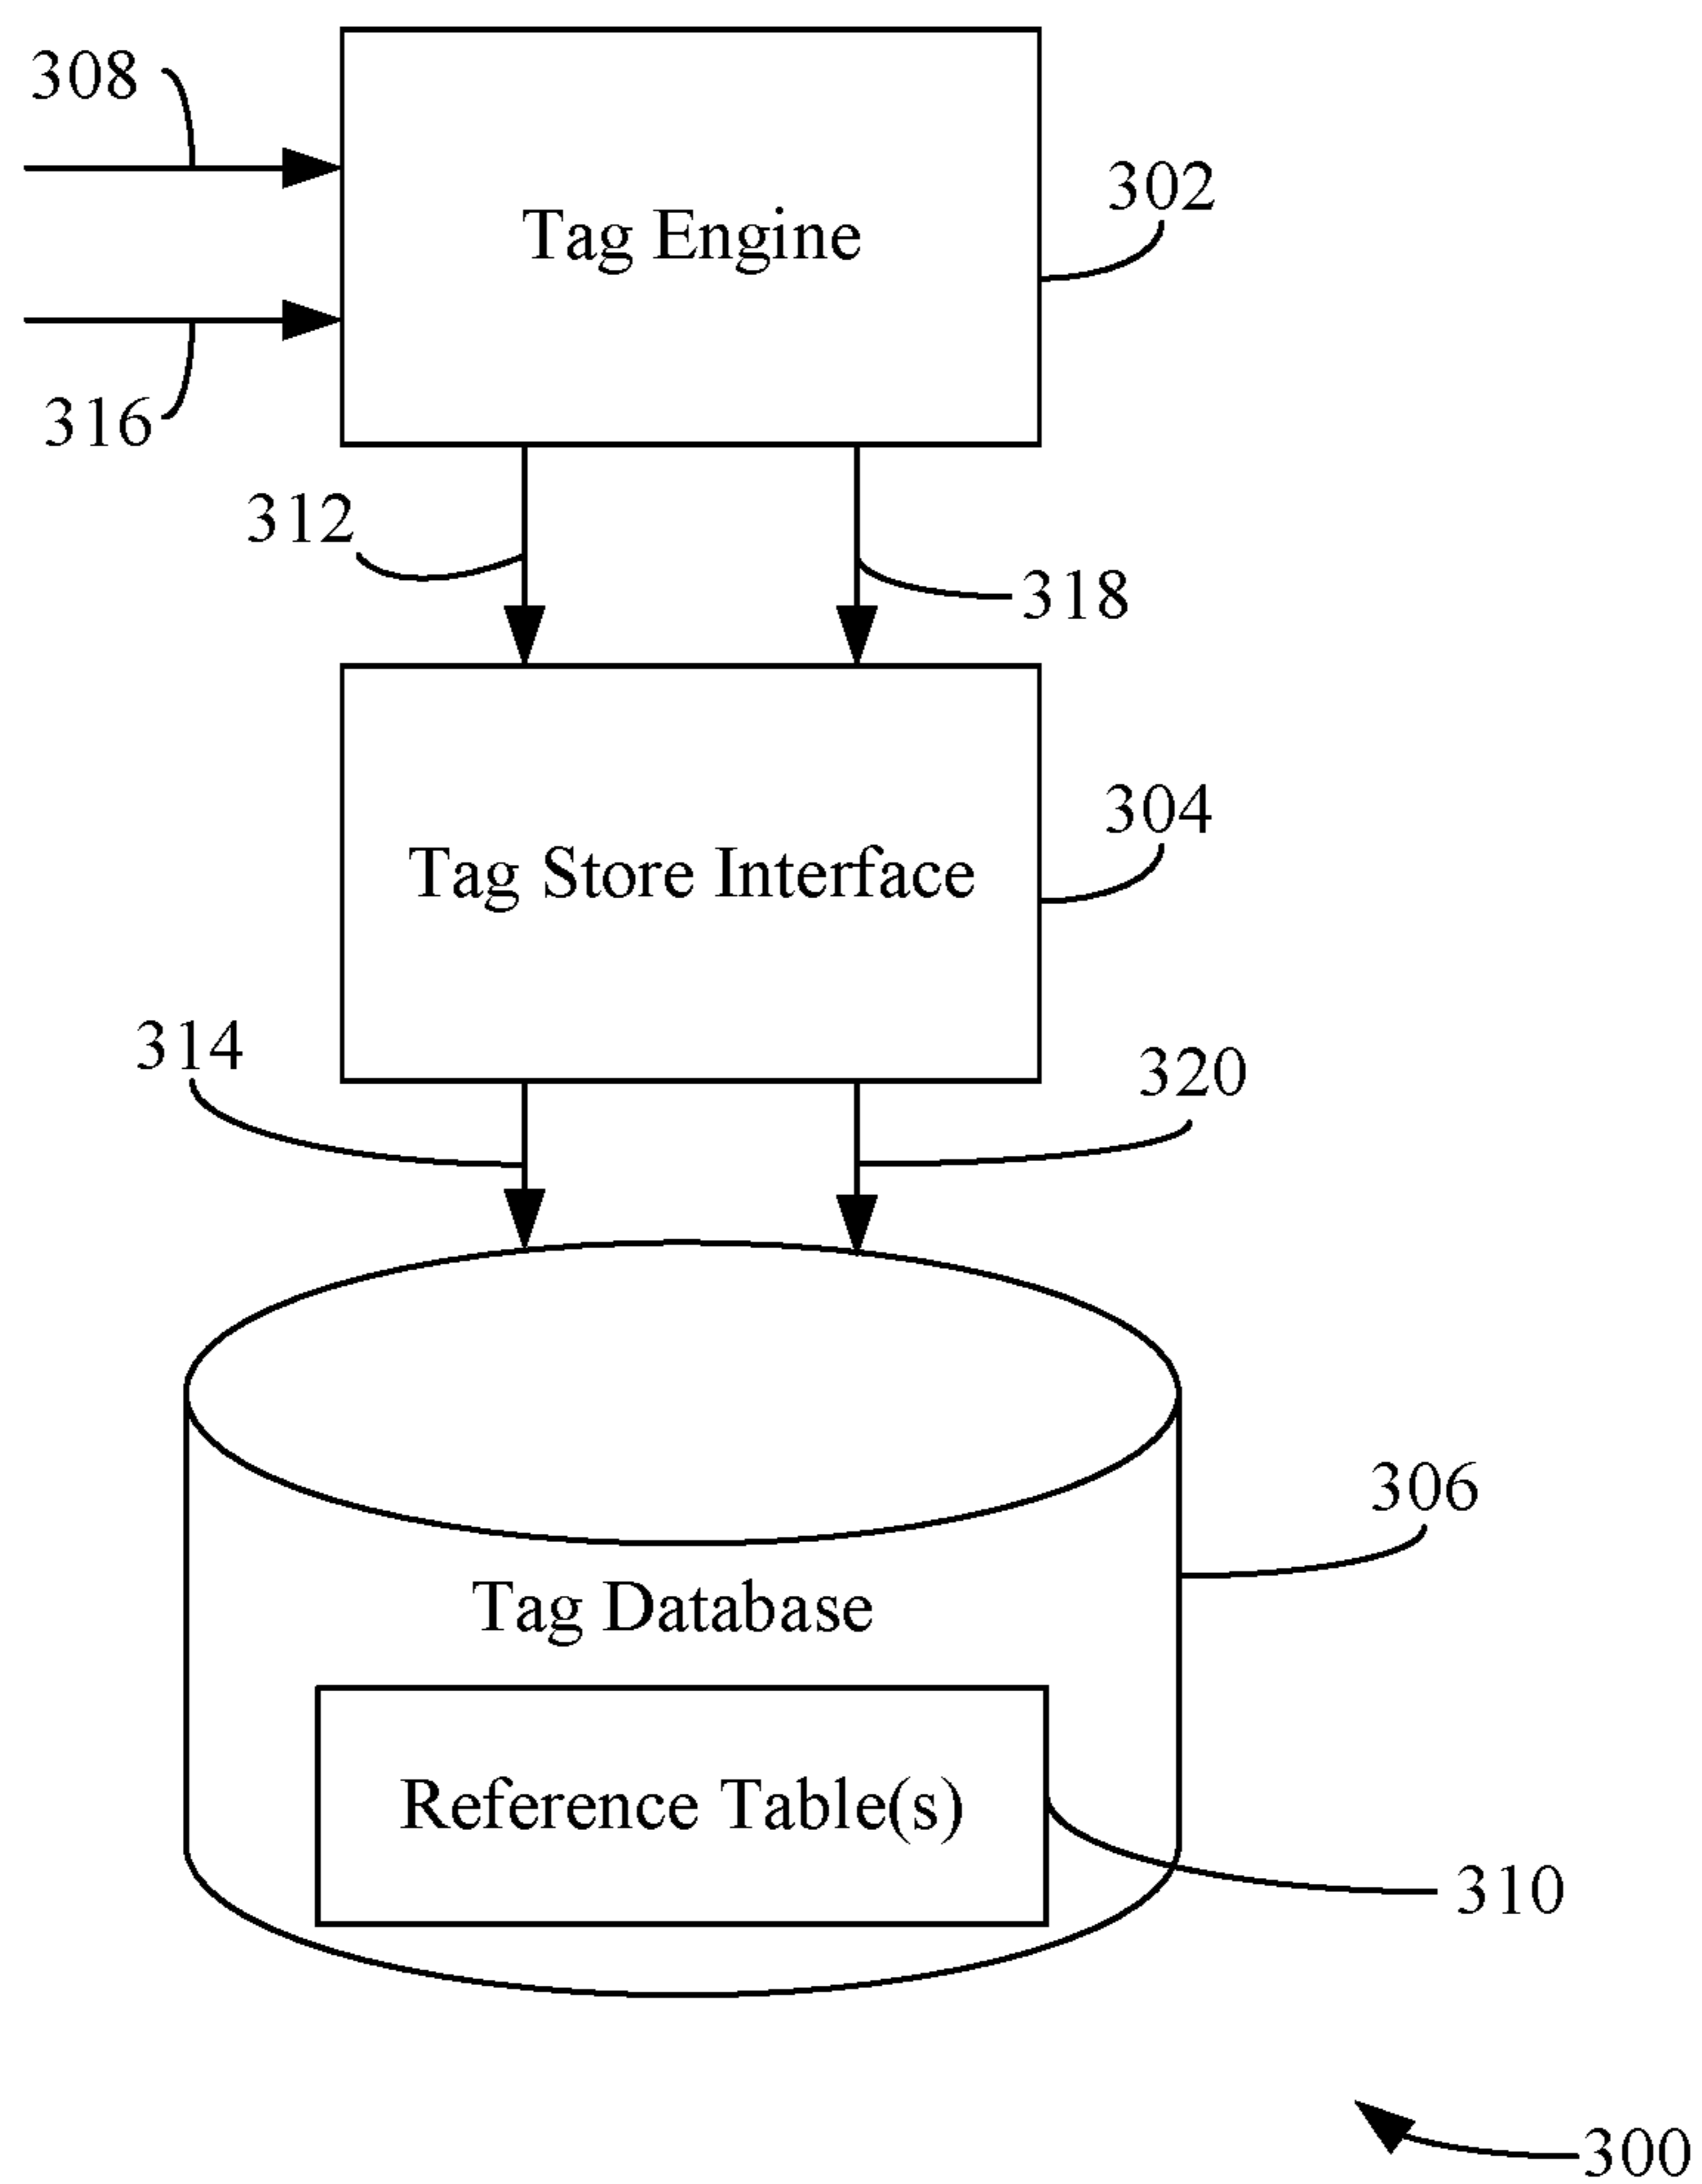 308
302
Tag Engine
316
312
318
304
Tag Store Interface
314
320
306
Tag Database
Reference Table(s)
310
300